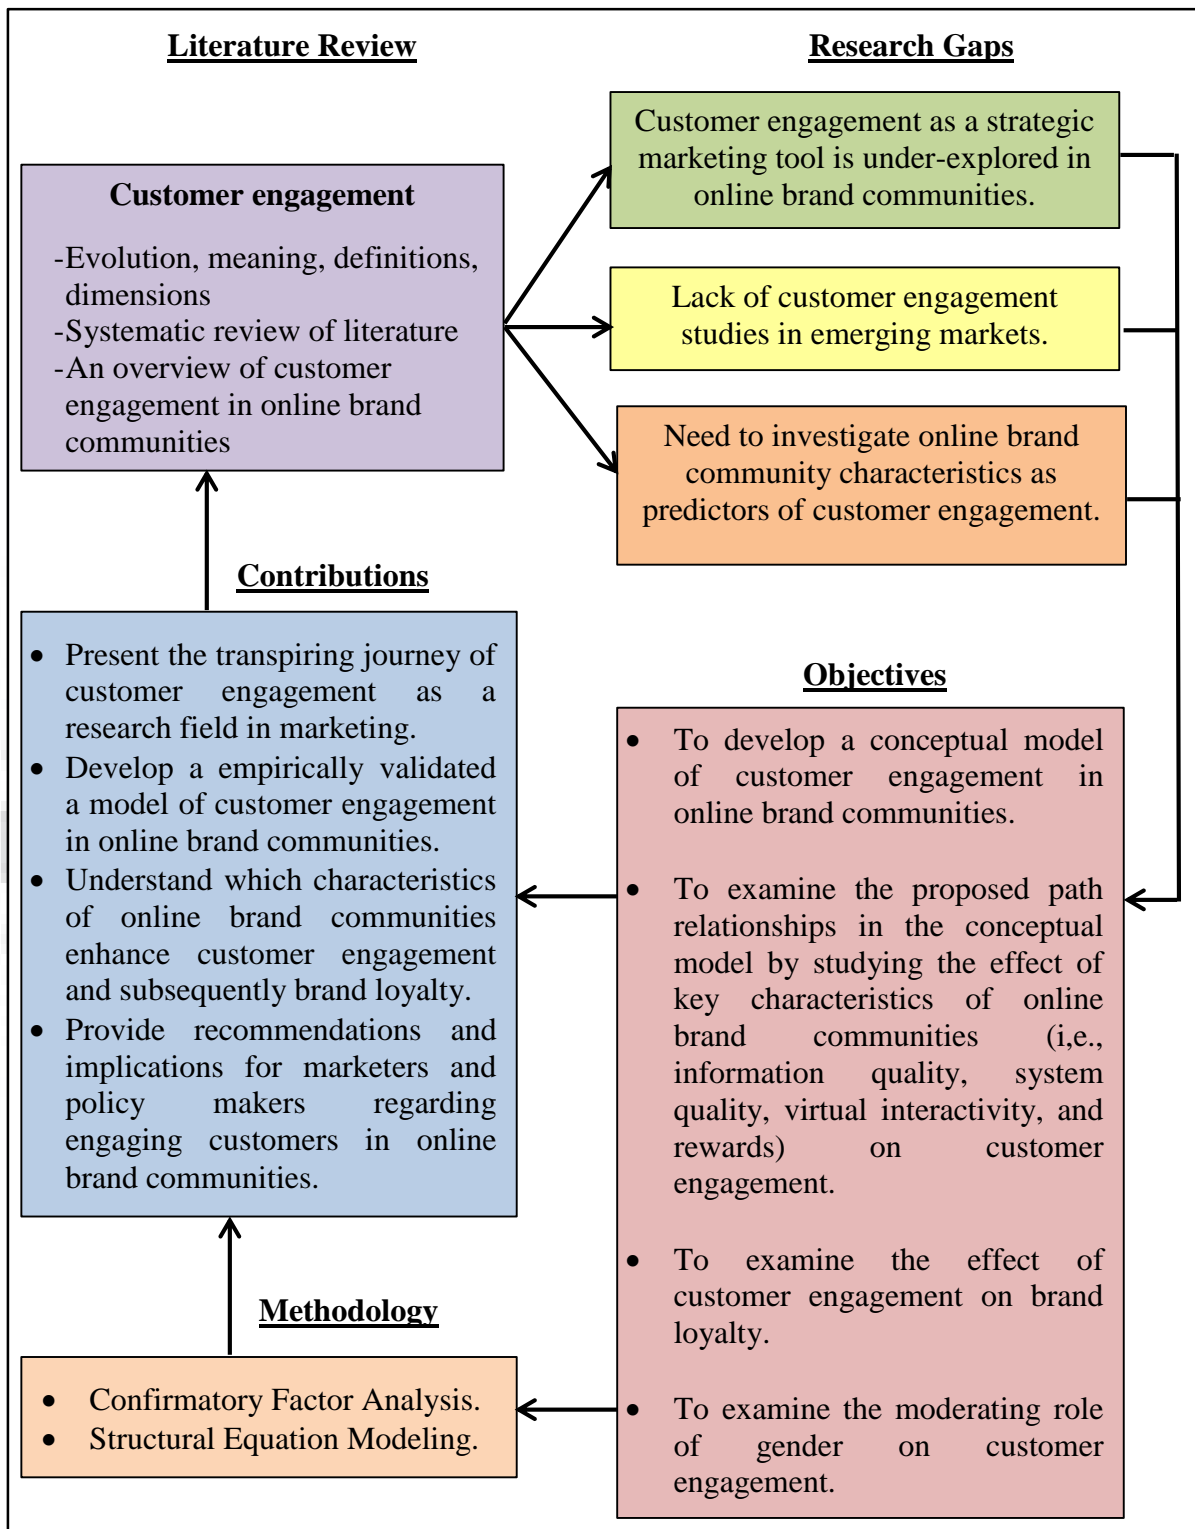 Literature Review
Research Gaps
Customer engagement
-Evolution, meaning, definitions,
dimensions
-Systematic review of literature
-An overview of customer
engagement in online brand
communities
Customer engagement as a strategic
marketing tool is under-explored in
online brand communities.
Lack of customer engagement
studies in emerging markets.
Need to investigate online brand
community characteristics as
predictors of customer engagement.
Contributions
• Present the transpiring journey of
customer engagement as a
research field in marketing.
• Develop a empirically validated
a model of customer engagement
in online brand communities.
• Understand which characteristics
of online brand communities
enhance customer engagement
and subsequently brand loyalty.
• Provide recommendations and
implications for marketers and
policy makers regarding
engaging customers in online
brand communities.
Objectives
• To develop a conceptual model
of customer engagement in
online brand communities.
• To examine the proposed path
relationships in the conceptual
model by studying the effect of
key characteristics of online
brand communities (i,e.,
information quality, system
quality, virtual interactivity, and
rewards) on customer
engagement.
• To examine the effect of
customer engagement on brand
loyalty.
• To examine the moderating role
of gender on customer
engagement.
Methodology
• Confirmatory Factor Analysis.
• Structural Equation Modeling.